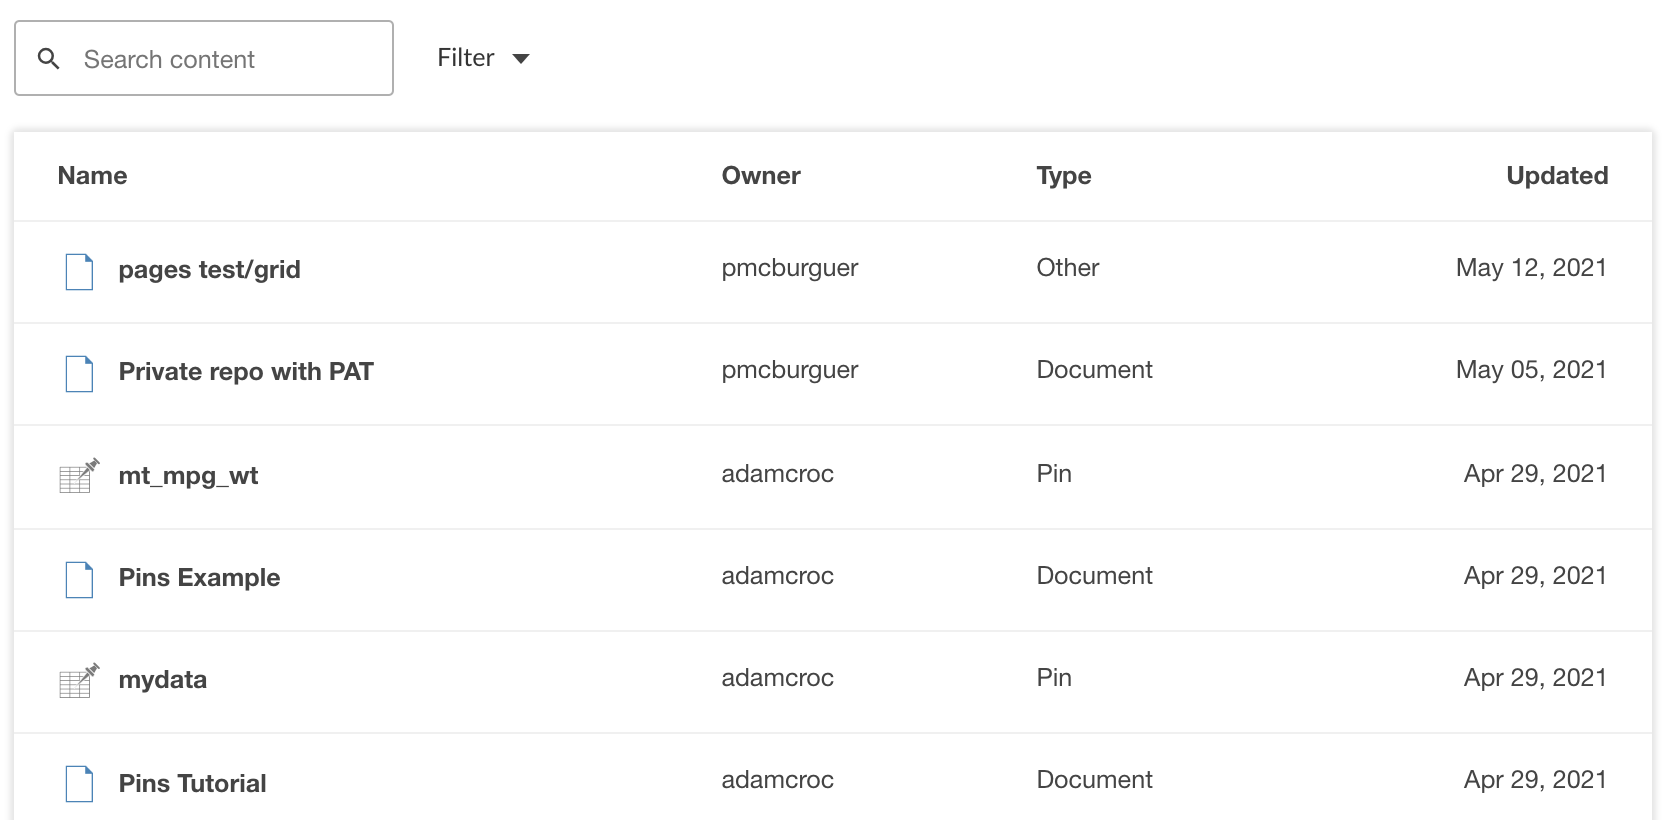 Search content
Filter
Name Owner Type Updated
pages test/grid pmcburguer Other May 12, 2021
Private repo with PAT pmcburguer Document May 05, 2021
mt_mpg_wt adamcroc Pin Apr 29, 2021
Pins Example adamcroc Document Apr 29, 2021
mydata adamcroc Pin Apr 29, 2021
Pins Tutorial adamcroc Document Apr 29, 2021